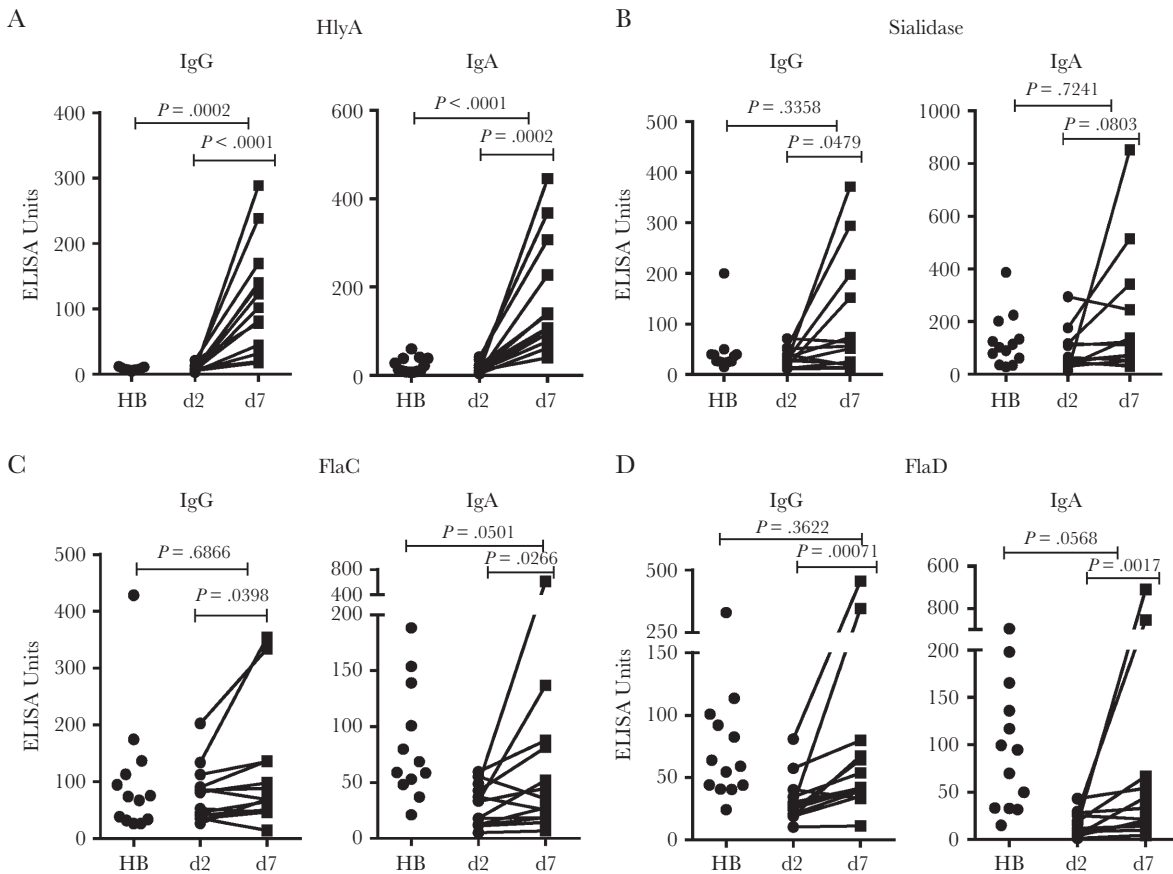 A
HlyA
IgG
IgA
P = .0002
P < .0001
P < .0001
P = .0002
ELISA Units
400
300
200
100
0
HB
d2
d7
600
400
200
0
HB
d2
d7
B
Sialidase
IgG
IgA
P = .3358
P = .0479
P = .7241
P = .0803
ELISA Units
500
400
300
200
100
0
HB
d2
d7
1000
800
600
400
200
0
HB
d2
d7
C
FlaC
IgG
IgA
P = .6866
P = .0398
P = .0501
P = .0266
ELISA Units
500
400
300
200
100
0
HB
d2
d7
800
400
200
150
100
50
0
HB
d2
d7
D
FlaD
IgG
IgA
P = .3622
P = .00071
P = .0568
P = .0017
ELISA Units
500
250
150
100
50
0
HB
d2
d7
600
800
200
150
100
50
0
HB
d2
d7